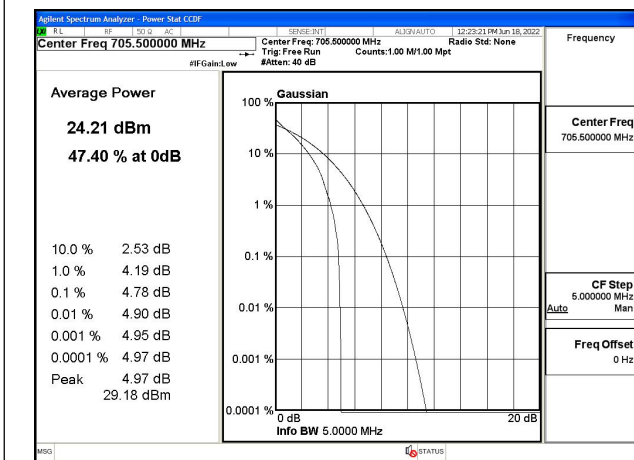 Agilent Spectrum Analyzer - Power Stat CCDF
LXI RL RF 50 Ω AC SENSE:INT ALIGN AUTO 12:23:21 PM Jun 18, 2022
Center Freq 705.500000 MHz
Center Freq: 705.500000 MHz Radio Std: None
Trig: Free Run Counts:1.00 M/1.00 Mpt
#IFGain:Low #Atten: 40 dB
Frequency
Average Power
24.21 dBm
47.40 % at 0dB
10.0 % 2.53 dB
1.0 % 4.19 dB
0.1 % 4.78 dB
0.01 % 4.90 dB
0.001 % 4.95 dB
0.0001 % 4.97 dB
Peak 4.97 dB
29.18 dBm
Gaussian
100 %
10 %
1 %
0.1 %
0.01 %
0.001 %
0.0001 %
0 dB 20 dB
Info BW 5.0000 MHz
Center Freq
705.500000 MHz
CF Step
5.000000 MHz
Auto Man
Freq Offset
0 Hz
MSG STATUS